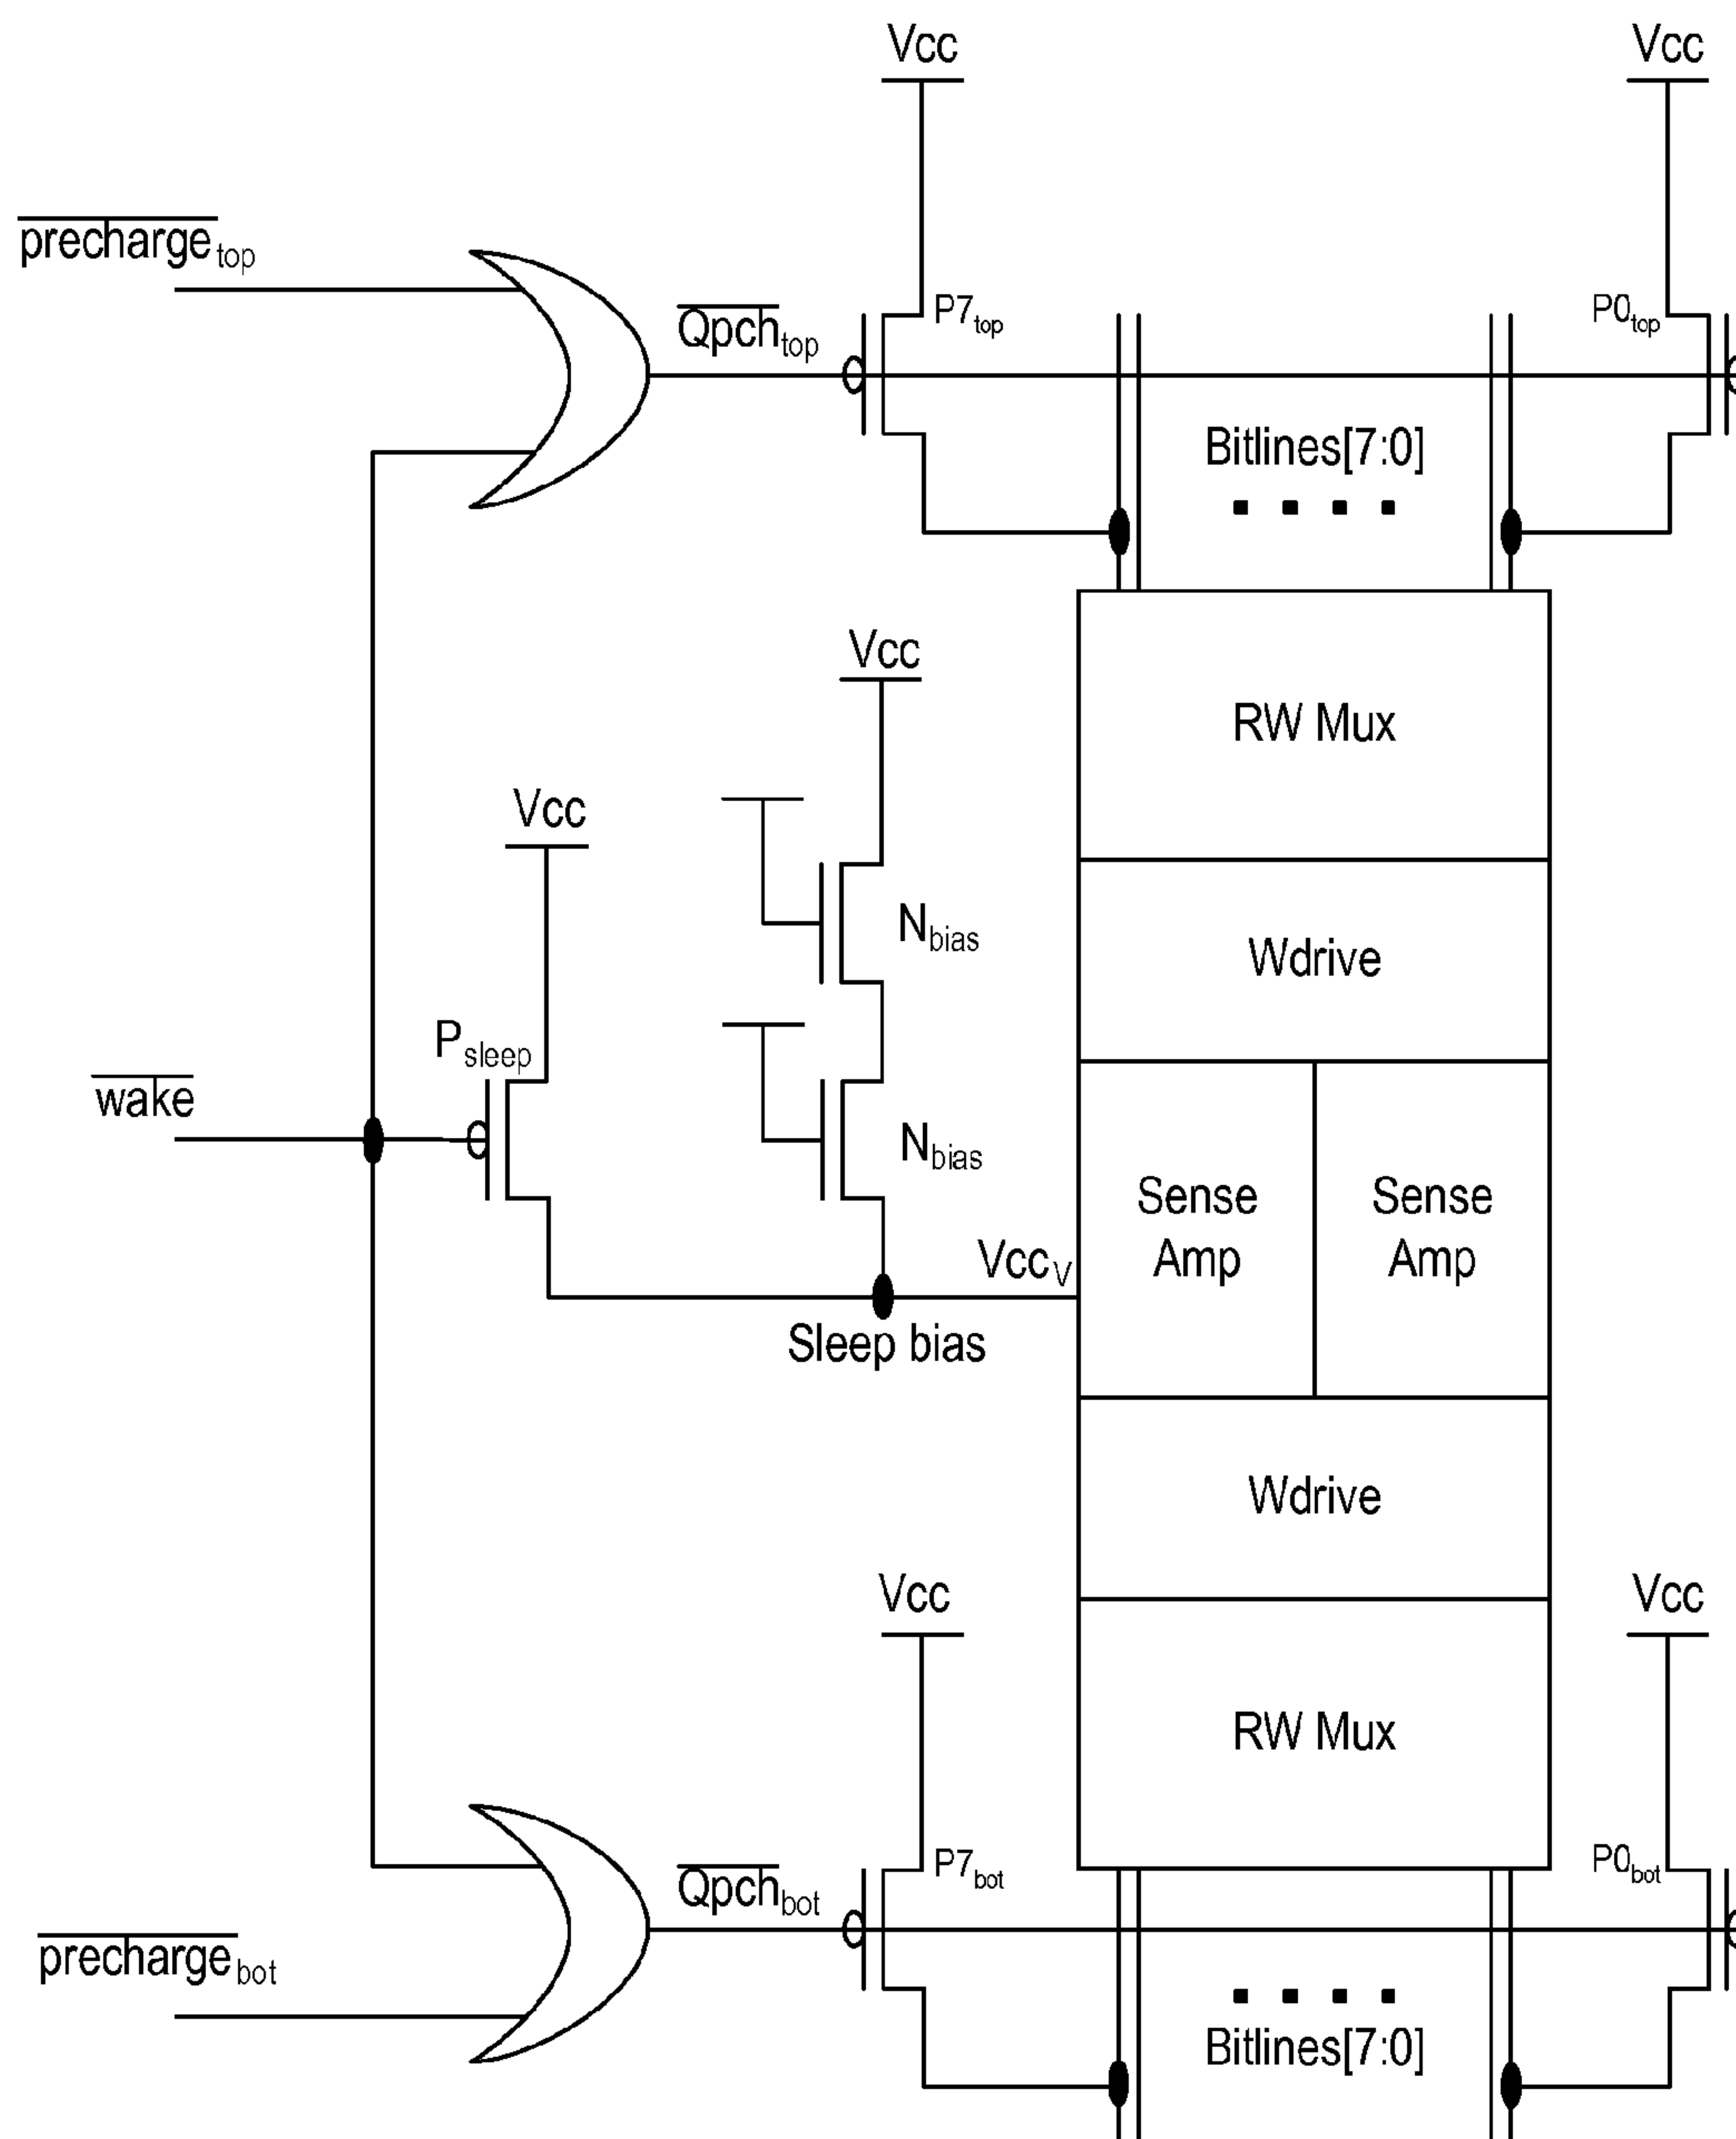 Vcc
Vcc
precharge top
Qpch top
P7 top
P0 top
Bitlines[7:0]
Vcc
RW Mux
Vcc
N bias
Wdrive
P sleep
wake
N bias
Sense Amp
Sense Amp
Vcc V
Sleep bias
Wdrive
Vcc
Vcc
RW Mux
P7 bot
P0 bot
Qpch bot
precharge bot
Bitlines[7:0]